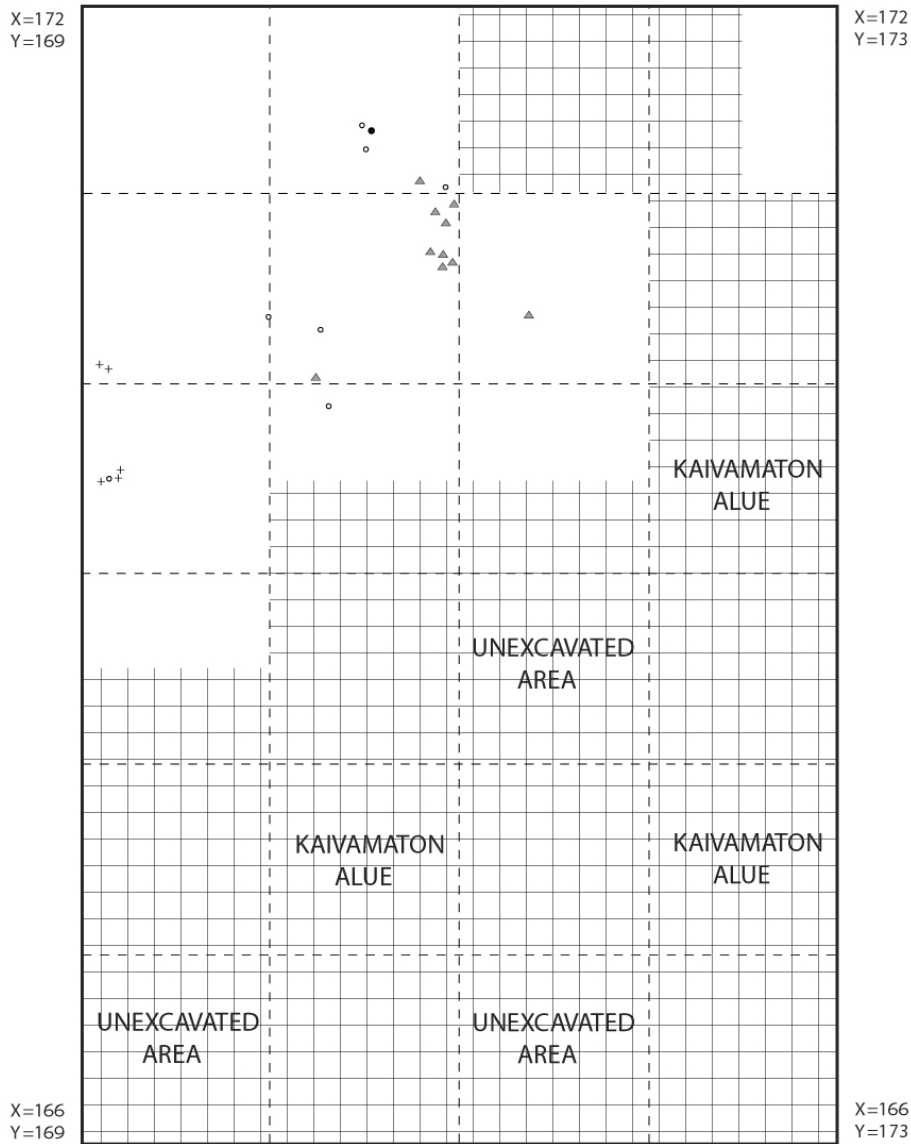 X=172
Y=169
X=172
Y=173
KAIVAMATON
ALUE
UNEXCAVATED
AREA
KAIVAMATON
ALUE
KAIVAMATON
ALUE
UNEXCAVATED
AREA
UNEXCAVATED
AREA
X=166
Y=169
X=166
Y=173